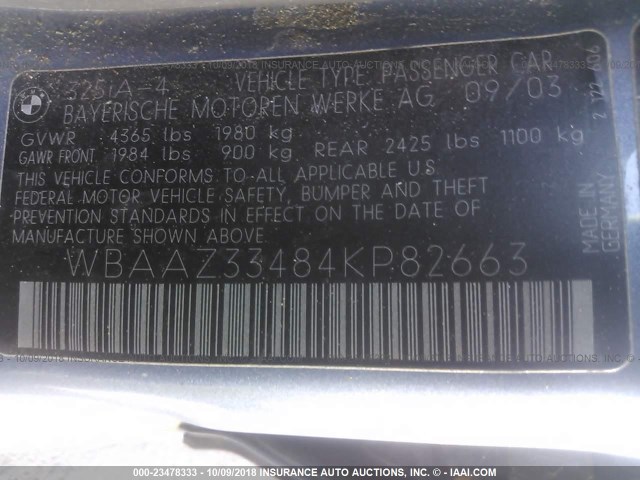 325iA-4 VEHICLE TYPE: PASSENGER CAR
BAYERISCHE MOTOREN WERKE AG 09/03
GVWR 4365 lbs 1980 kg
GAWR FRONT 1984 lbs 900 kg REAR 2425 lbs 1100 kg
THIS VEHICLE CONFORMS TO ALL APPLICABLE U.S.
FEDERAL MOTOR VEHICLE SAFETY, BUMPER AND THEFT
PREVENTION STANDARDS IN EFFECT ON THE DATE OF
MANUFACTURE SHOWN ABOVE.
WBAAZ33484KP82663
MADE IN
GERMANY
000-23478333 - 10/09/2018 INSURANCE AUTO AUCTIONS, INC. - © - IAAI.COM